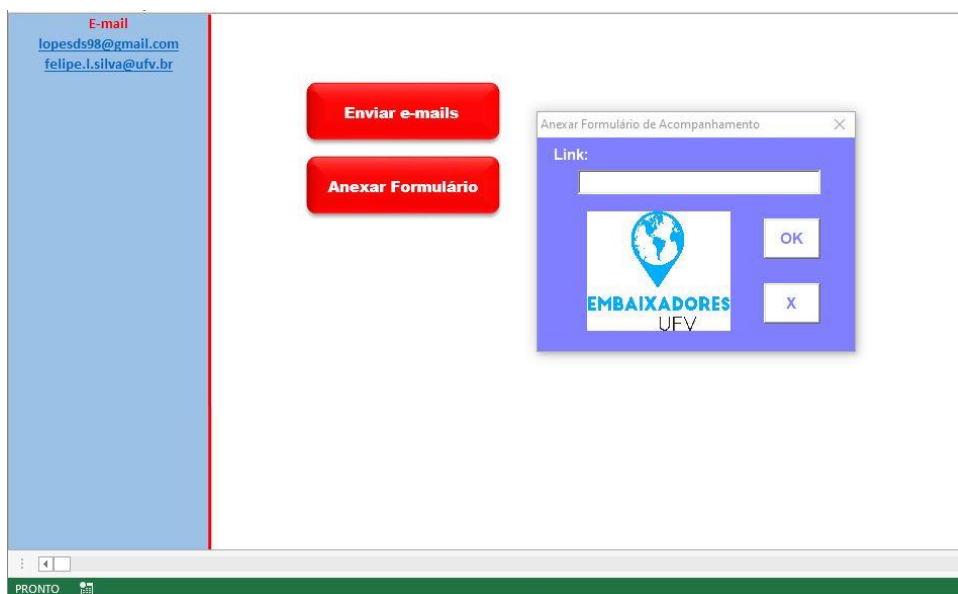 E-mail
lopesds98@gmail.com
felipe.l.silva@ufv.br
Enviar e-mails
Anexar Formulário
Anexar Formulário de Acompanhamento
Link:
OK
X
EMBAIXADORES
UFV
PRONTO